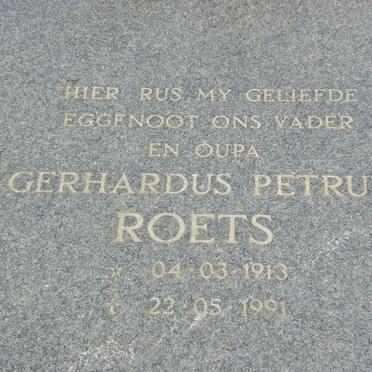 HIER RUS MY GELIEFDE
EGGENOOT ONS VADER
EN OUPA
GERHARDUS PETRU
ROETS
* 04·03·1913
† 22·05·1991